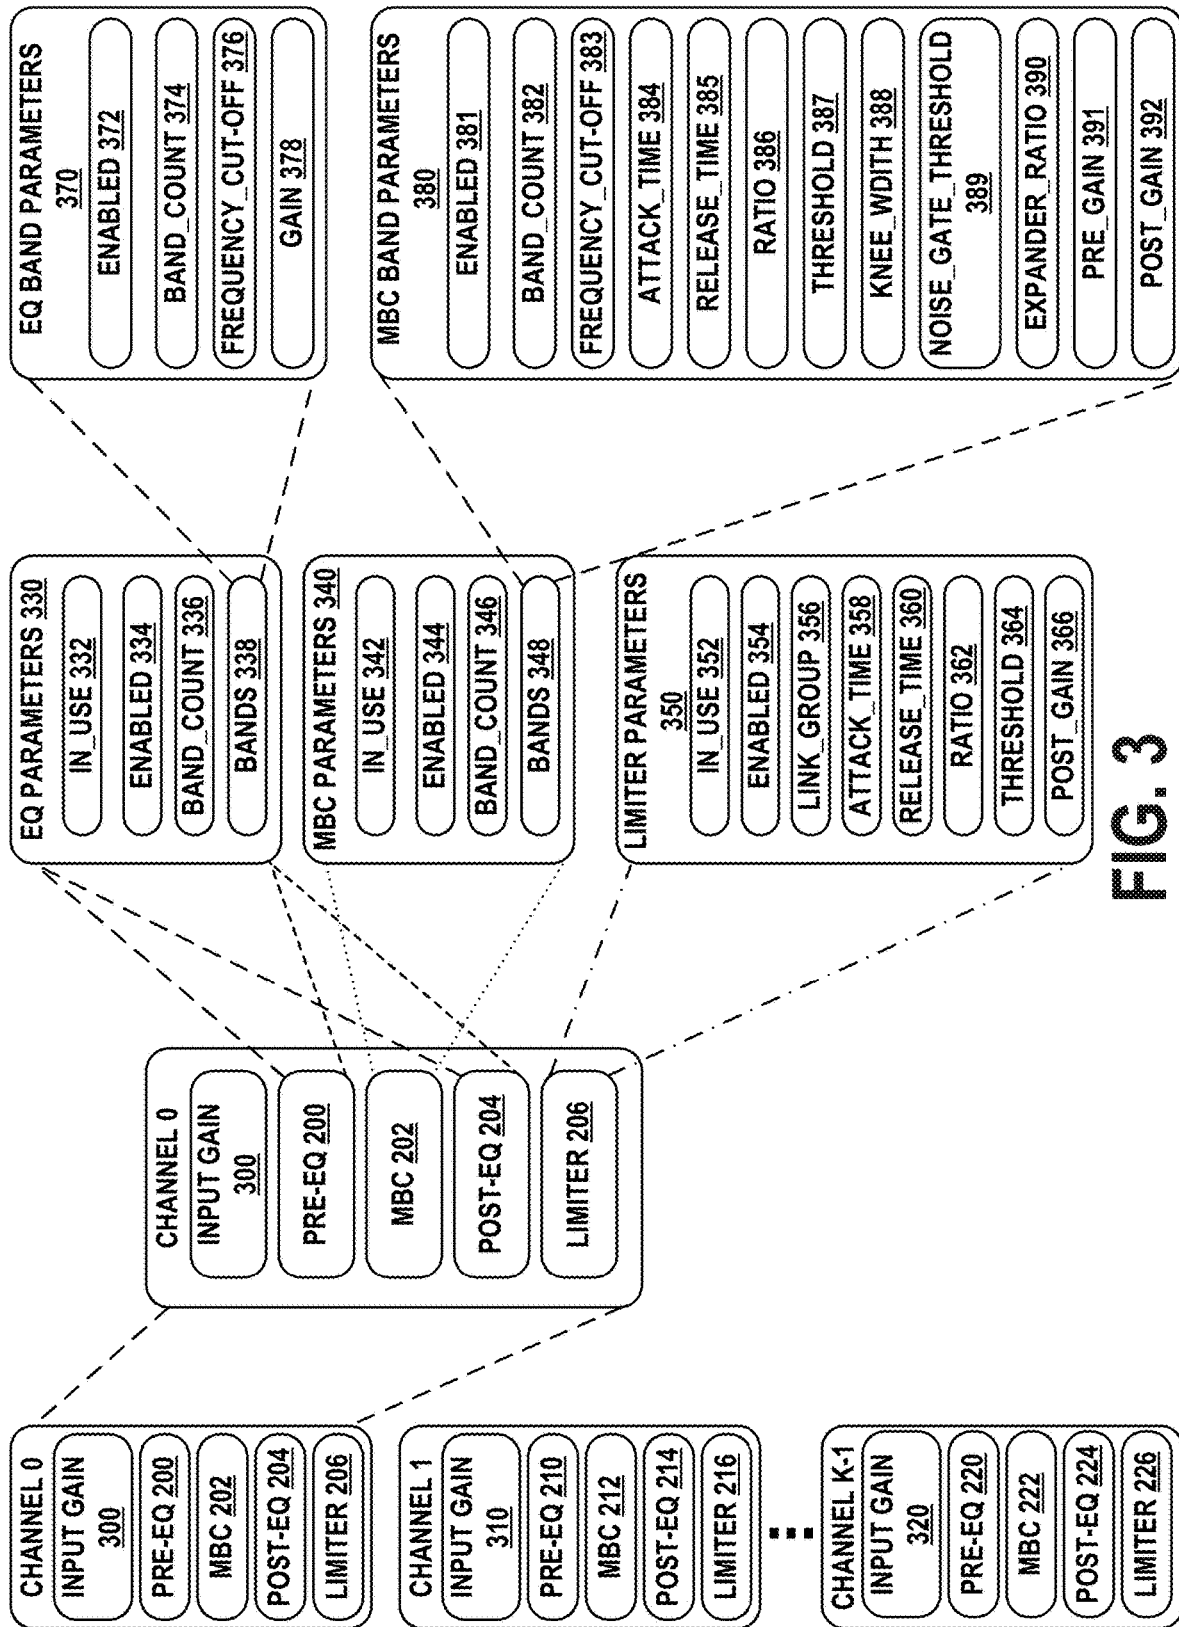 CHANNEL 0
INPUT GAIN
300
PRE-EQ 200
MBC 202
POST-EQ 204
LIMITER 206
CHANNEL 1
INPUT GAIN
310
PRE-EQ 210
MBC 212
POST-EQ 214
LIMITER 216
CHANNEL K-1
INPUT GAIN
320
PRE-EQ 220
MBC 222
POST-EQ 224
LIMITER 226
CHANNEL 0
INPUT GAIN
300
PRE-EQ 200
MBC 202
POST-EQ 204
LIMITER 206
EQ PARAMETERS 330
IN_USE 332
ENABLED 334
BAND_COUNT 336
BANDS 338
MBC PARAMETERS 340
IN_USE 342
ENABLED 344
BAND_COUNT 346
BANDS 348
LIMITER PARAMETERS
350
IN_USE 352
ENABLED 354
LINK_GROUP 356
ATTACK_TIME 358
RELEASE_TIME 360
RATIO 362
THRESHOLD 364
POST_GAIN 366
EQ BAND PARAMETERS
370
ENABLED 372
BAND_COUNT 374
FREQUENCY_CUT-OFF 376
GAIN 378
MBC BAND PARAMETERS
380
ENABLED 381
BAND_COUNT 382
FREQUENCY_CUT-OFF 383
ATTACK_TIME 384
RELEASE_TIME 385
RATIO 386
THRESHOLD 387
KNEE_WDITH 388
NOISE_GATE_THRESHOLD
389
EXPANDER_RATIO 390
PRE_GAIN 391
POST_GAIN 392
FIG. 3